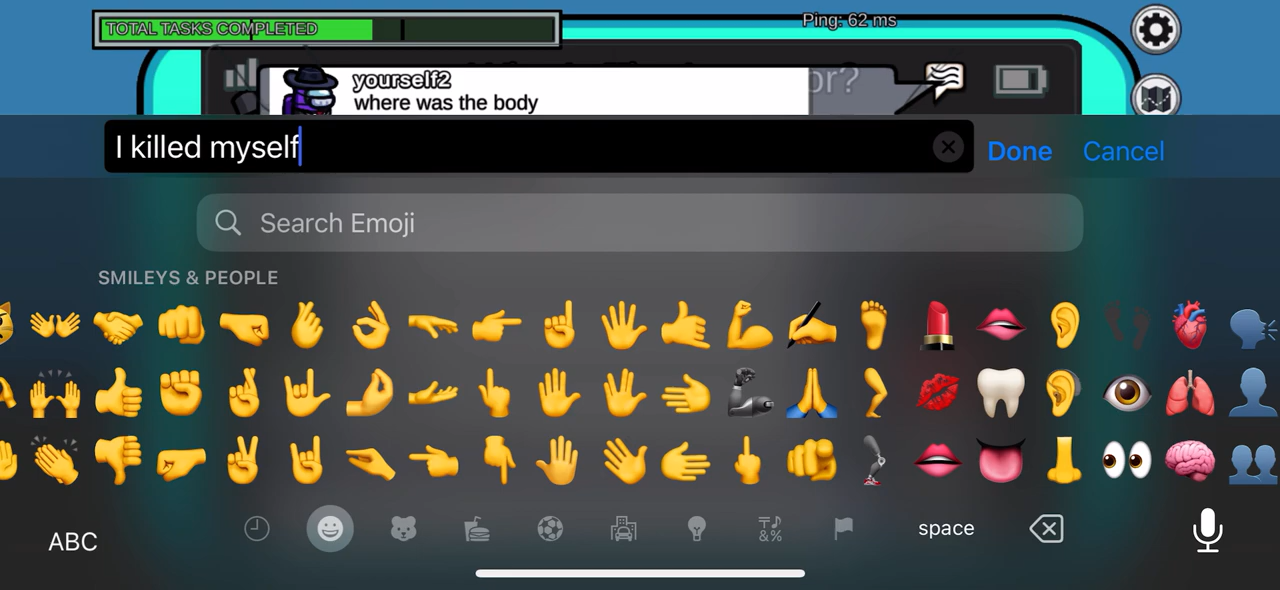 TOTAL TASKS COMPLETED
Ping: 62 ms
or?
yourself2
where was the body
I killed myself
Done
Cancel
Search Emoji
SMILEYS & PEOPLE
ABC
space